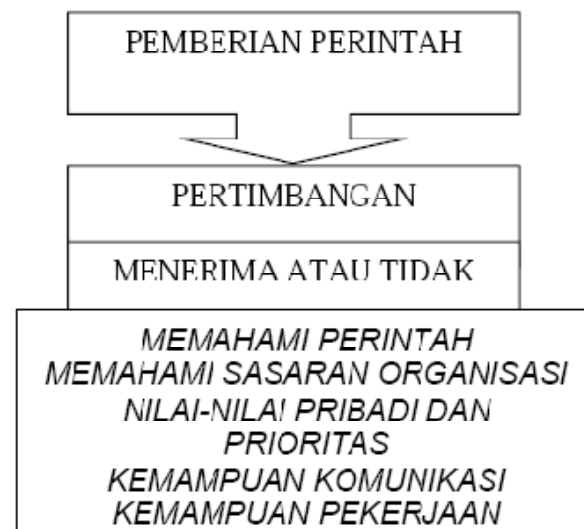 PEMBERIAN PERINTAH
PERTIMBANGAN
MENERIMA ATAU TIDAK
MEMAHAMI PERINTAH
MEMAHAMI SASARAN ORGANISASI
NILAI-NILAI PRIBADI DAN
PRIORITAS
KEMAMPUAN KOMUNIKASI
KEMAMPUAN PEKERJAAN